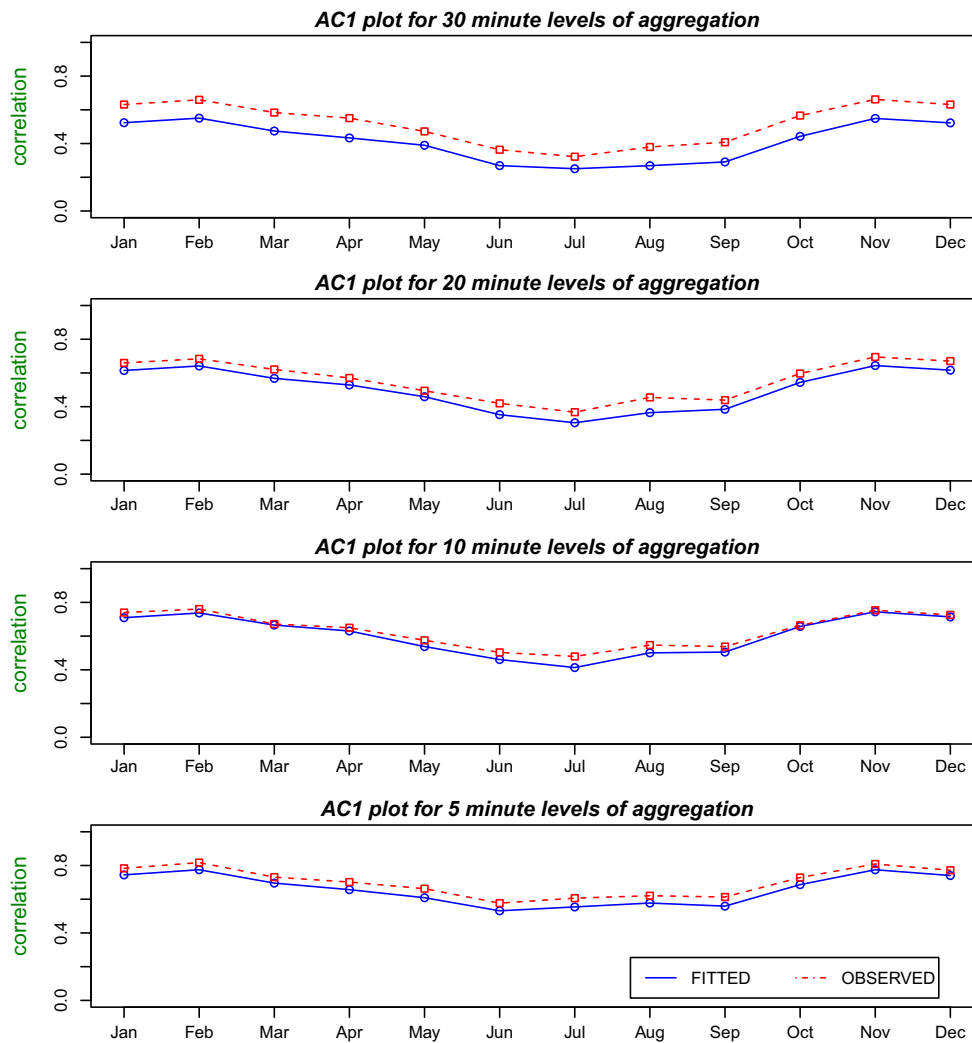 AC1 plot for 30 minute levels of aggregation
correlation
0.8
0.4
0.0
Jan Feb Mar Apr May Jun Jul Aug Sep Oct Nov Dec
AC1 plot for 20 minute levels of aggregation
correlation
0.8
0.4
0.0
Jan Feb Mar Apr May Jun Jul Aug Sep Oct Nov Dec
AC1 plot for 10 minute levels of aggregation
correlation
0.8
0.4
0.0
Jan Feb Mar Apr May Jun Jul Aug Sep Oct Nov Dec
AC1 plot for 5 minute levels of aggregation
correlation
0.8
0.4
0.0
FITTED OBSERVED
Jan Feb Mar Apr May Jun Jul Aug Sep Oct Nov Dec